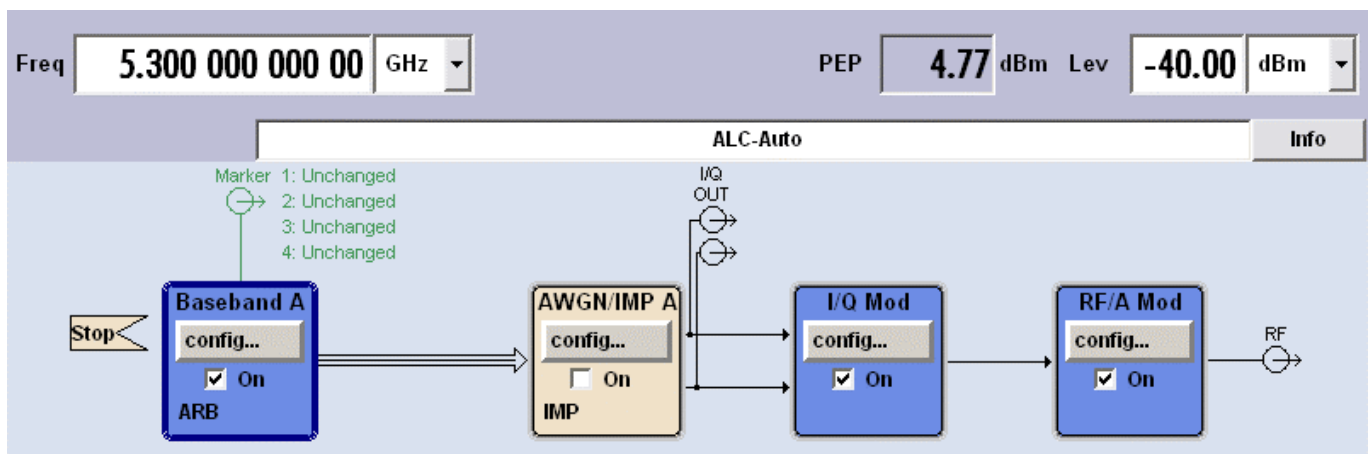 Freq 5.300 000 000 00 GHz PEP 4.77 dBm Lev -40.00 dBm
ALC-Auto Info
Marker 1: Unchanged
2: Unchanged
3: Unchanged
4: Unchanged
I/Q
OUT
Baseband A AWGN/IMP A I/Q Mod RF/A Mod
Stop config... config... config... config... RF
On On On On
ARB IMP